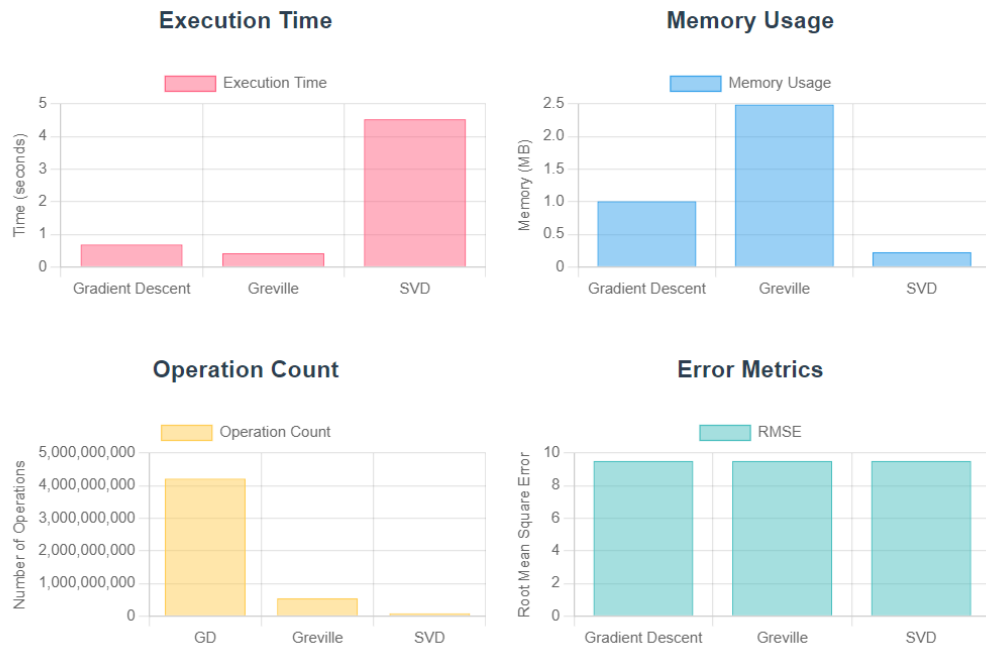 Execution Time
Execution Time
Time (seconds)
5
4
3
2
1
0
Gradient Descent Greville SVD
Memory Usage
Memory Usage
Memory (MB)
2.5
2.0
1.5
1.0
0.5
0
Gradient Descent Greville SVD
Operation Count
Operation Count
Number of Operations
5,000,000,000
4,000,000,000
3,000,000,000
2,000,000,000
1,000,000,000
0
GD Greville SVD
Error Metrics
RMSE
Root Mean Square Error
10
8
6
4
2
0
Gradient Descent Greville SVD